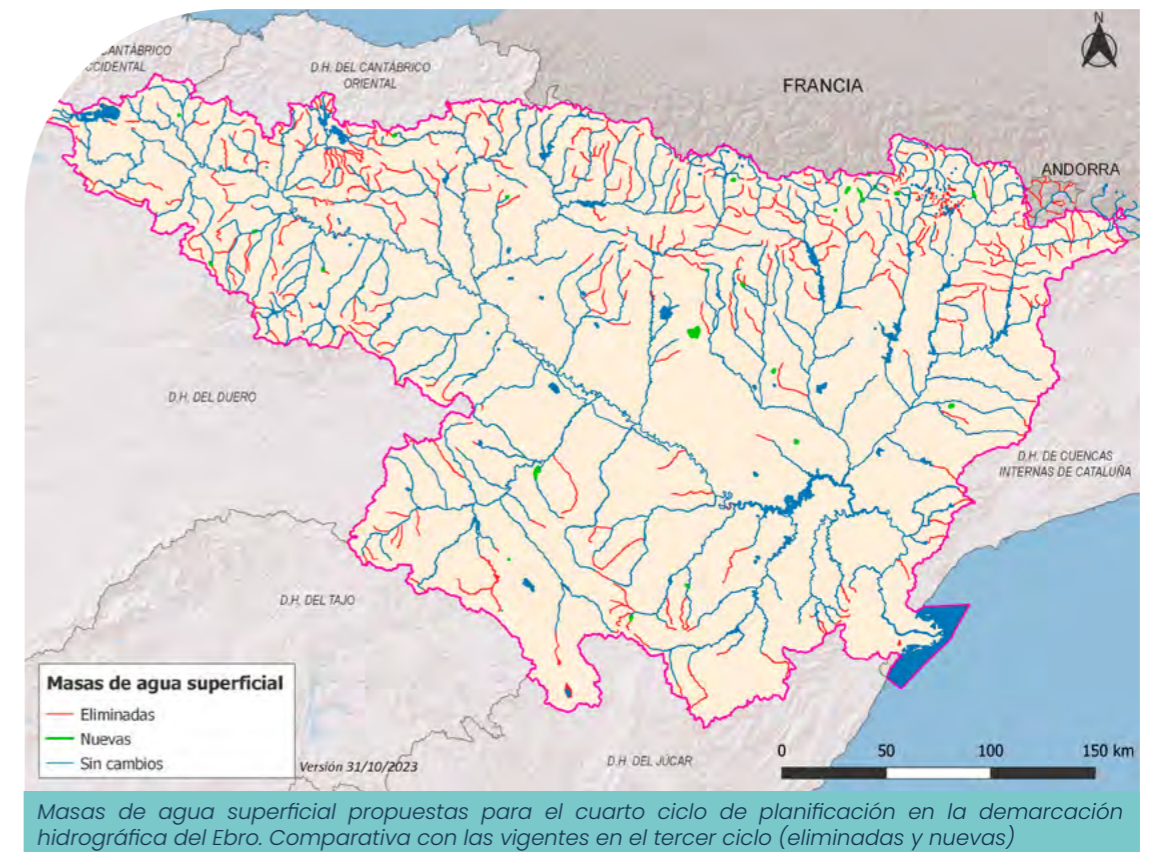 N
CANTÁBRICO
OCCIDENTAL
D.H. DEL CANTÁBRICO
ORIENTAL
FRANCIA
ANDORRA
D.H. DEL DUERO
D.H. DE CUENCAS
INTERNAS DE CATALUÑA
D.H. DEL TAJO
Masas de agua superficial
Eliminadas
Nuevas
Sin cambios
Versión 31/10/2023
D.H. DEL JÚCAR
0 50 100 150 km
Masas de agua superficial propuestas para el cuarto ciclo de planificación en la demarcación
hidrográfica del Ebro. Comparativa con las vigentes en el tercer ciclo (eliminadas y nuevas)